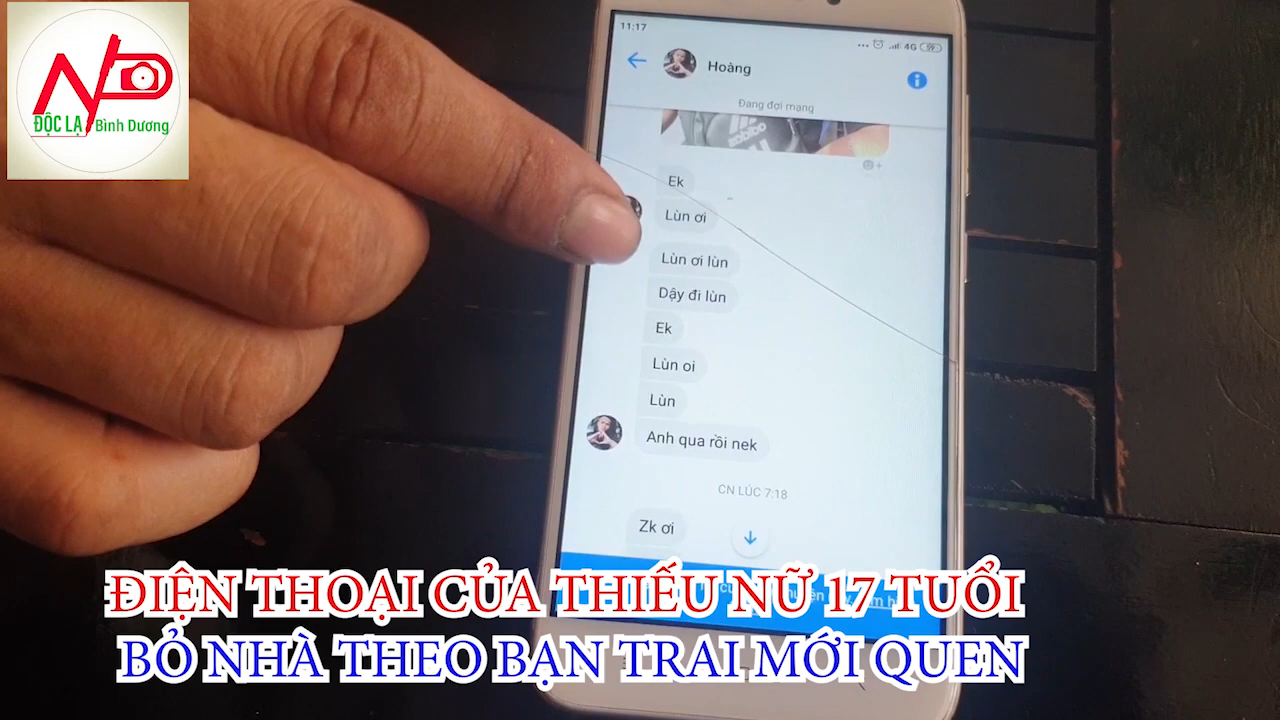 ĐỘC LẠ Bình Dương
11:17
4G 59
Hoàng
Đang đợi mạng
adidas
Ek
Lùn ơi
Lùn ơi lùn
Dậy đi lùn
Ek
Lùn oi
Lùn
Anh qua rồi nek
CN LÚC 7:18
Zk ơi
ĐIỆN THOẠI CỦA THIẾU NỮ 17 TUỔI
BỎ NHÀ THEO BẠN TRAI MỚI QUEN